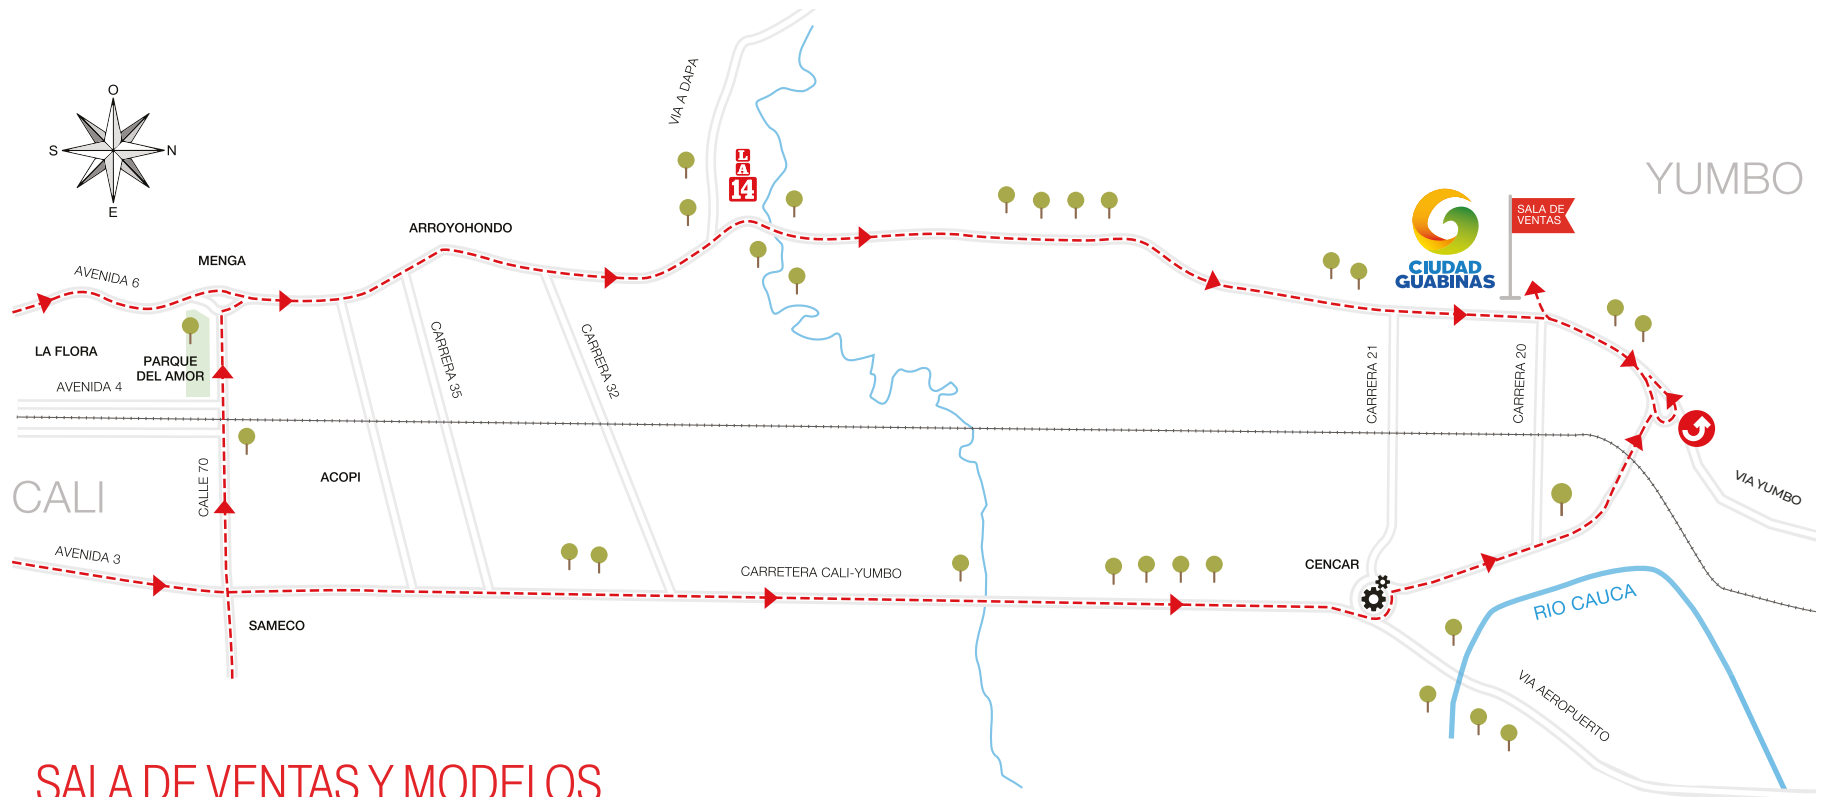 O
S
N
E
VIA A DAPA
LA
14
YUMBO
SALA DE
VENTAS
CIUDAD
GUABINAS
ARROYOHONDO
MENGA
AVENIDA 6
LA FLORA
PARQUE
DEL AMOR
AVENIDA 4
CARRERA 35
CARRERA 32
CARRERA 21
CARRERA 20
CALI
CALLE 70
ACOPI
VIA YUMBO
AVENIDA 3
CARRETERA CALI-YUMBO
CENCAR
RIO CAUCA
SAMECO
VIA AEROPUERTO
SALA DE VENTAS Y MODELOS